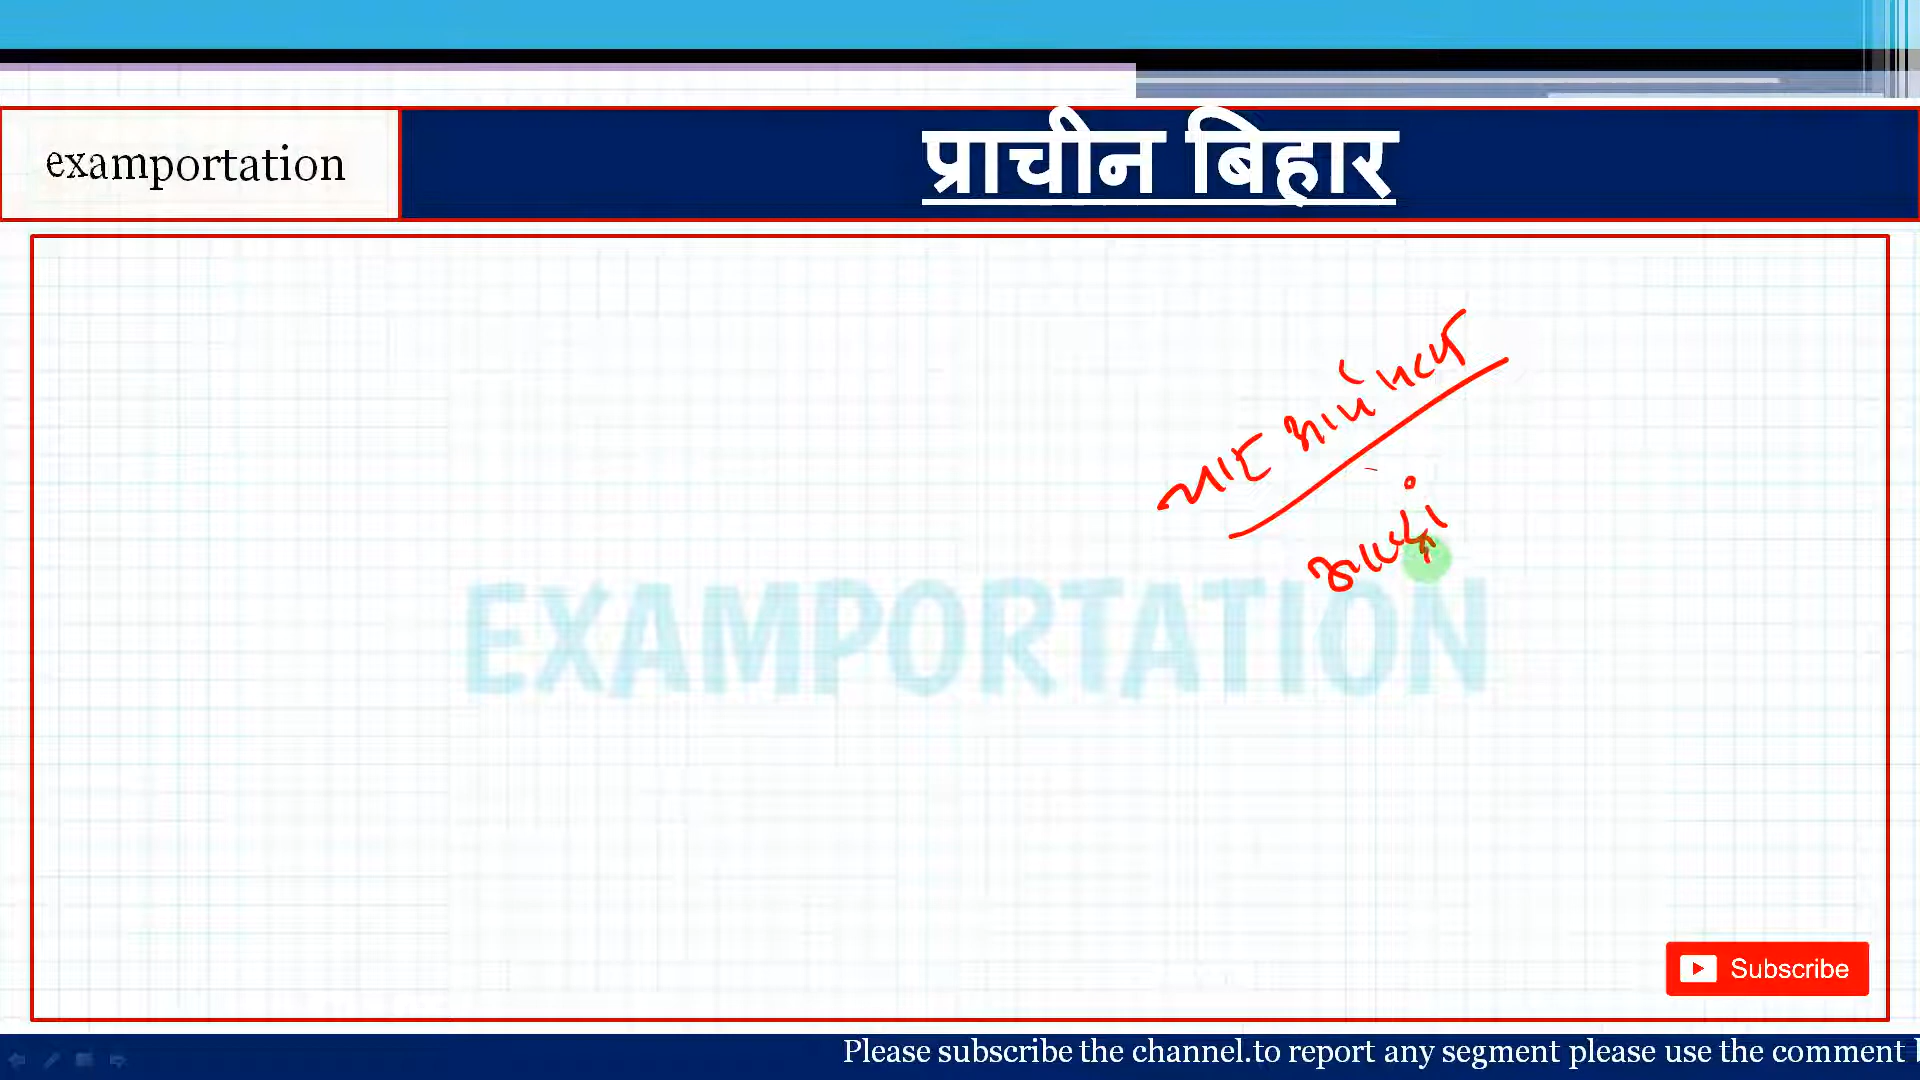 examportation
प्राचीन बिहार
EXAMPORTATION
Subscribe
Please subscribe the channel.to report any segment please use the comment